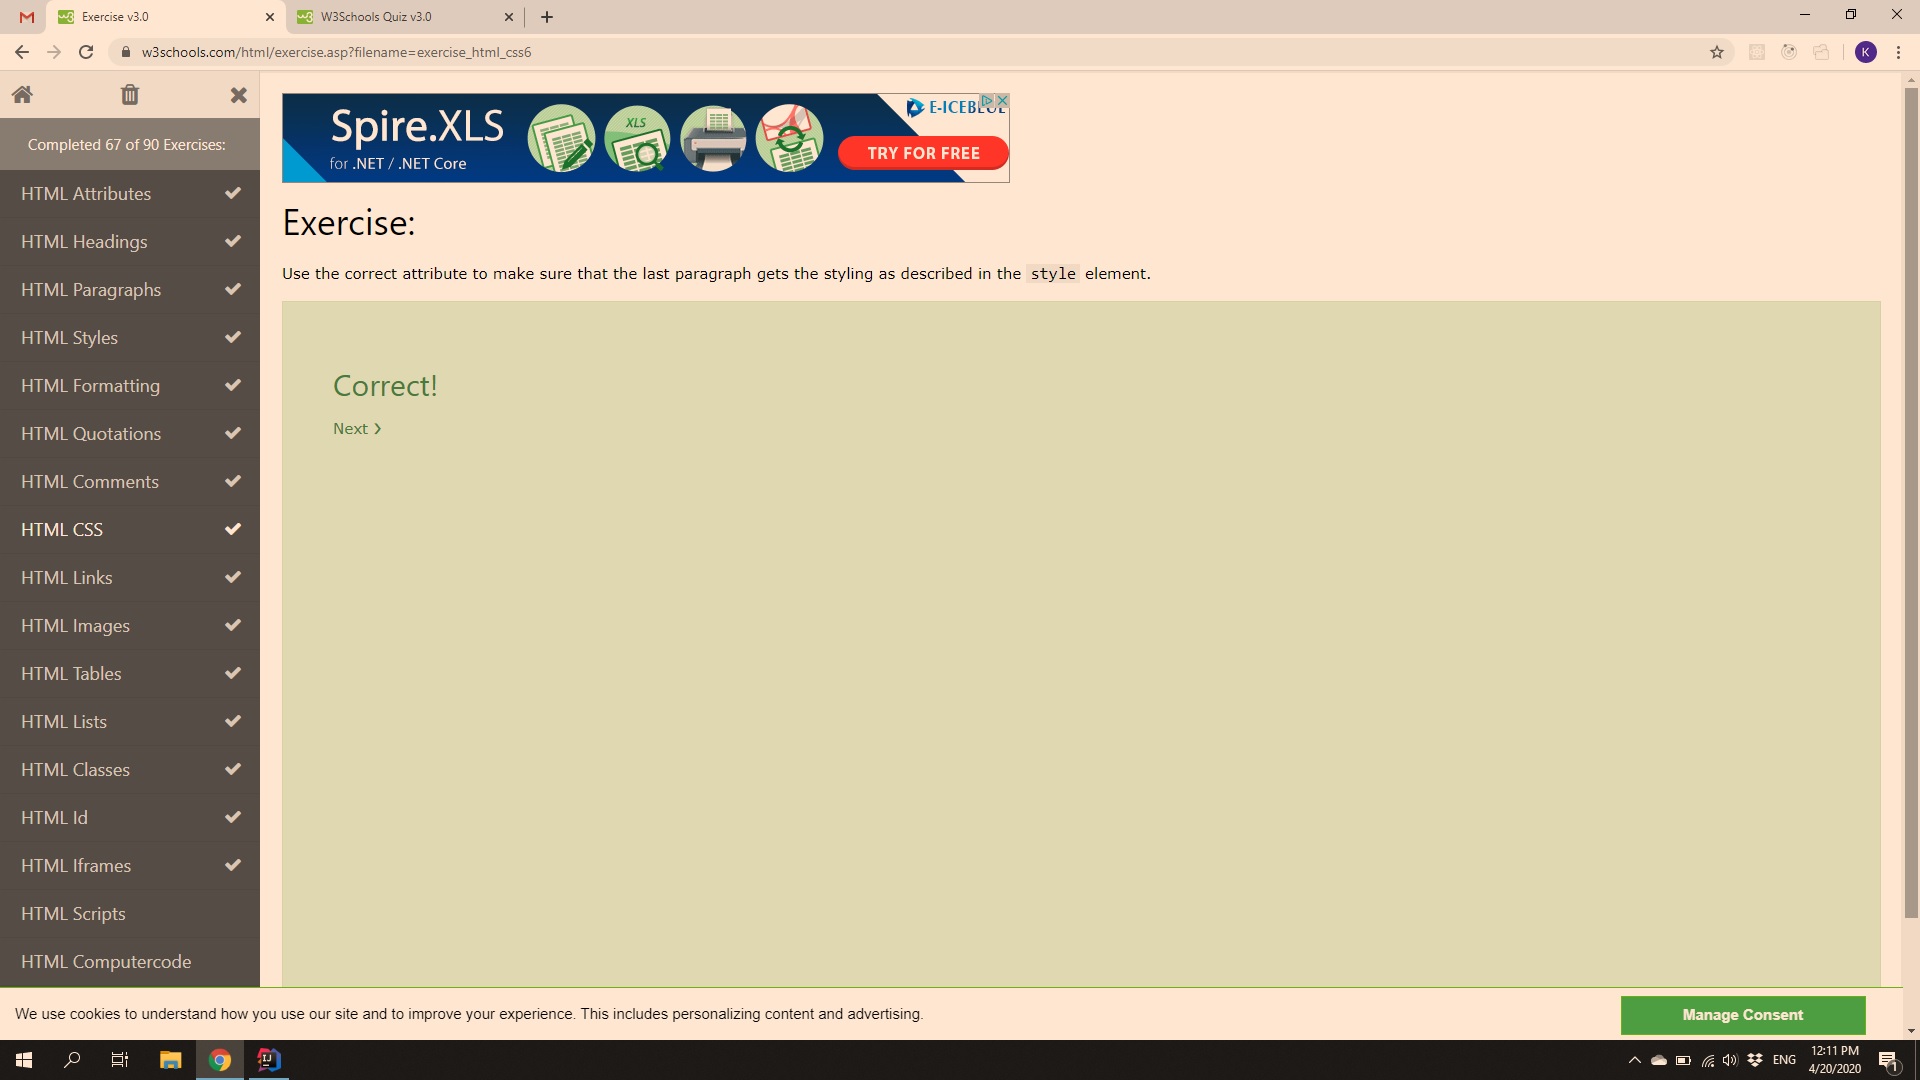 Exercise v3.0
W3Schools Quiz v3.0
w3schools.com/html/exercise.asp?filename=exercise_html_css6
K
Completed 67 of 90 Exercises:
HTML Attributes
HTML Headings
HTML Paragraphs
HTML Styles
HTML Formatting
HTML Quotations
HTML Comments
HTML CSS
HTML Links
HTML Images
HTML Tables
HTML Lists
HTML Classes
HTML Id
HTML Iframes
HTML Scripts
HTML Computercode
Spire.XLS
for .NET / .NET Core
XLS
E-ICEBLUE
TRY FOR FREE
Exercise:
Use the correct attribute to make sure that the last paragraph gets the styling as described in the style element.
Correct!
Next ❯
We use cookies to understand how you use our site and to improve your experience. This includes personalizing content and advertising.
Manage Consent
IJ
ENG
12:11 PM
4/20/2020
1